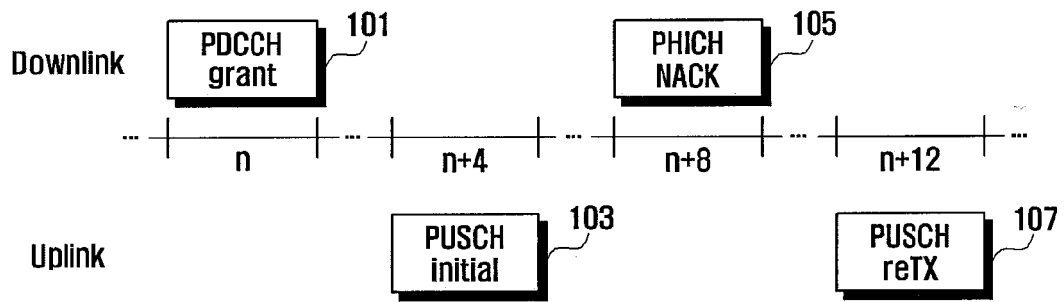 PDCCH
grant
101
PHICH
NACK
105
Downlink
... ... ... ... ...
n
n+4
n+8
n+12
PUSCH
initial
103
PUSCH
reTX
107
Uplink